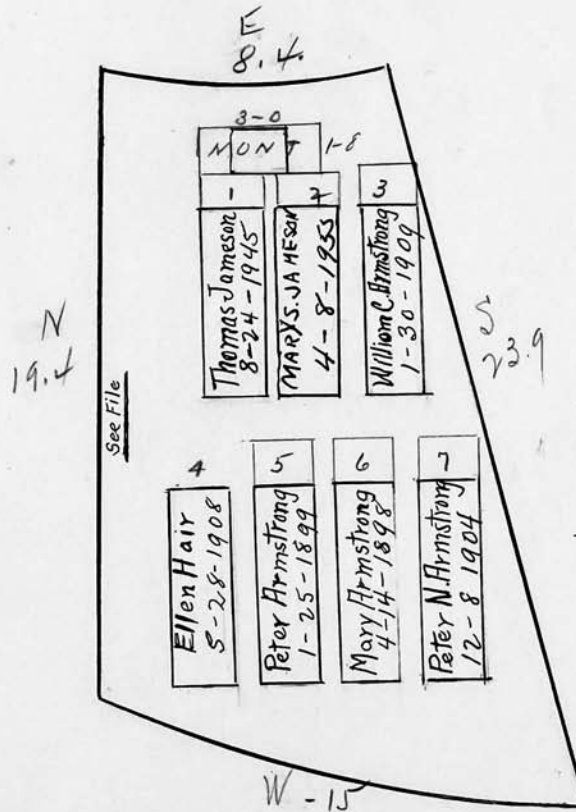 E
8.4.
3-0
MONT
1-8
1
Thomas Jameson
8-24-1945
2
MARY S. JAMESON
4-8-1955
3
William C. Armstrong
1-30-1909
N
19.4
S
23.9
See File
4
Ellen Hair
5-28-1908
5
Peter Armstrong
1-25-1899
6
Mary Armstrong
4-14-1898
7
Peter N. Armstrong
12-8 1904
W-15